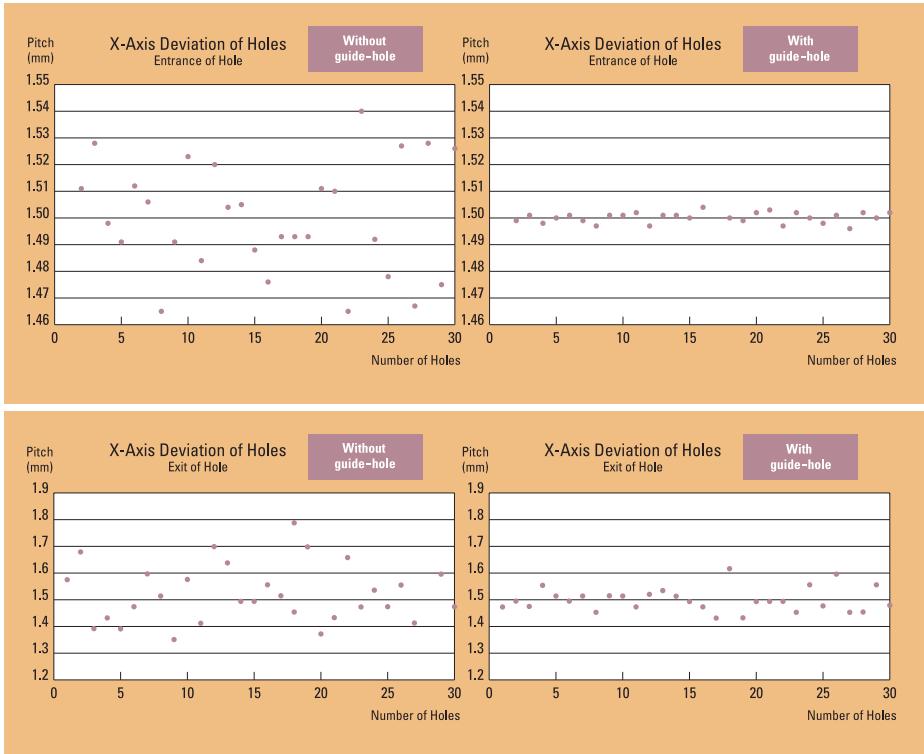 Pitch
(mm)
X-Axis Deviation of Holes
Entrance of Hole
Without
guide-hole
1.55
1.54
1.53
1.52
1.51
1.50
1.49
1.48
1.47
1.46
0
5
10
15
20
25
30
Number of Holes
Pitch
(mm)
X-Axis Deviation of Holes
Entrance of Hole
With
guide-hole
1.55
1.54
1.53
1.52
1.51
1.50
1.49
1.48
1.47
1.46
0
5
10
15
20
25
30
Number of Holes
Pitch
(mm)
X-Axis Deviation of Holes
Exit of Hole
Without
guide-hole
1.9
1.8
1.7
1.6
1.5
1.4
1.3
1.2
0
5
10
15
20
25
30
Number of Holes
Pitch
(mm)
X-Axis Deviation of Holes
Exit of Hole
With
guide-hole
1.9
1.8
1.7
1.6
1.5
1.4
1.3
1.2
0
5
10
15
20
25
30
Number of Holes